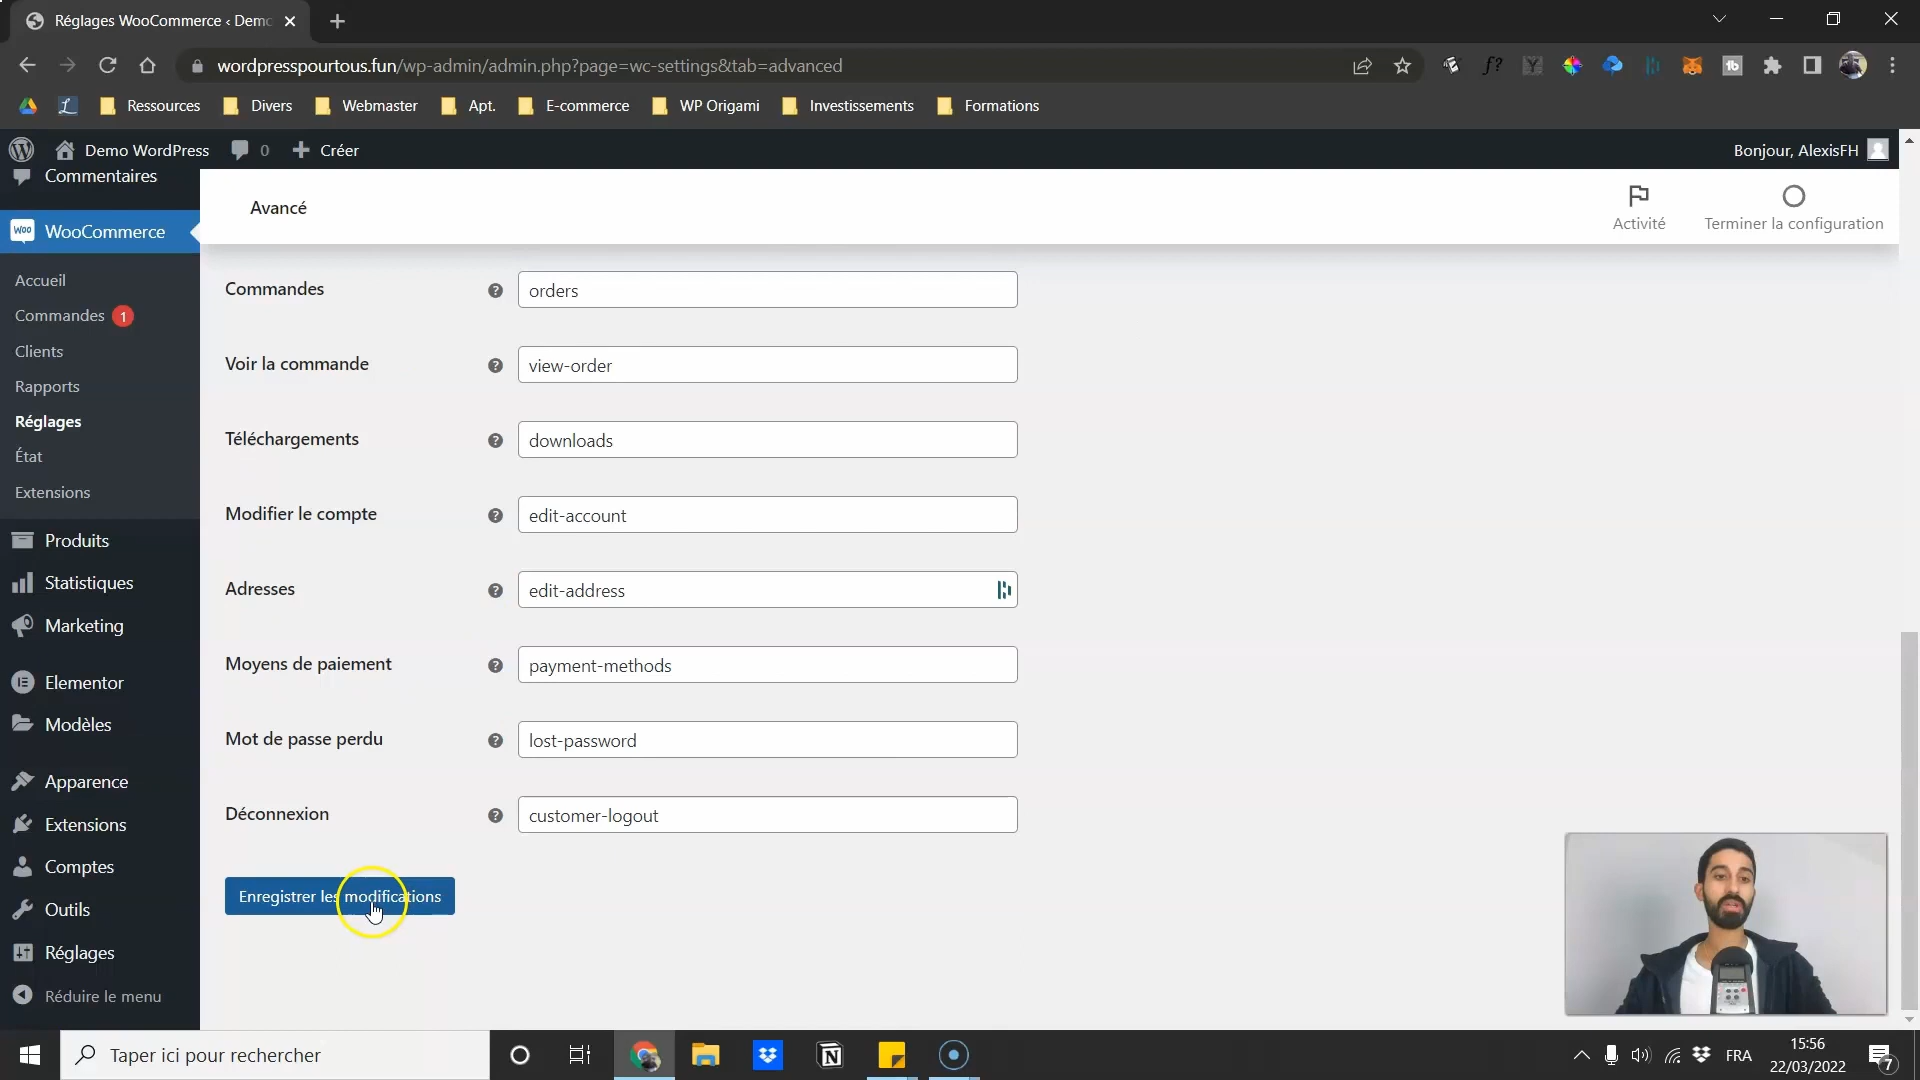 Réglages WooCommerce ‹ Demo
wordpresspourtous.fun/wp-admin/admin.php?page=wc-settings&tab=advanced
Ressources
Divers
Webmaster
Apt.
E-commerce
WP Origami
Investissements
Formations
Demo WordPress
0
Créer
Bonjour, AlexisFH
Commentaires
WooCommerce
Accueil
Commandes 1
Clients
Rapports
Réglages
État
Extensions
Produits
Statistiques
Marketing
Elementor
Modèles
Apparence
Extensions
Comptes
Outils
Réglages
Réduire le menu
Avancé
Activité
Terminer la configuration
Commandes
orders
Voir la commande
view-order
Téléchargements
downloads
Modifier le compte
edit-account
Adresses
edit-address
Moyens de paiement
payment-methods
Mot de passe perdu
lost-password
Déconnexion
customer-logout
Enregistrer les modifications
Taper ici pour rechercher
FRA
15:56
22/03/2022
7